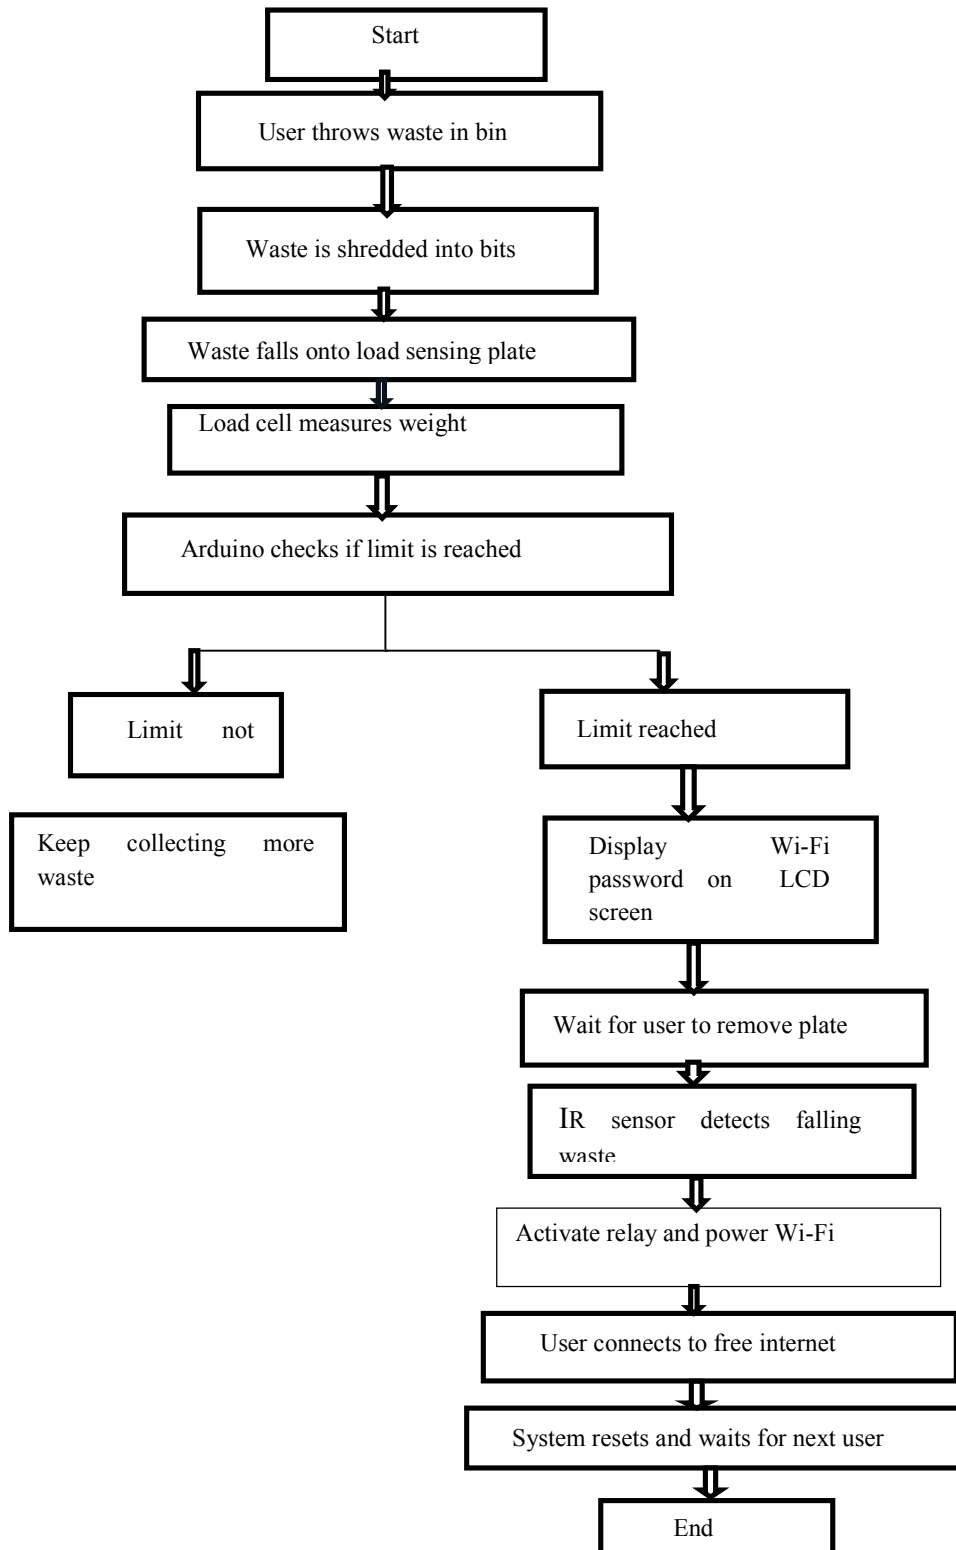 Start
User throws waste in bin
Waste is shredded into bits
Waste falls onto load sensing plate
Load cell measures weight
Arduino checks if limit is reached
Limit not
Keep collecting more
waste
Limit reached
Display Wi-Fi
password on LCD
screen
Wait for user to remove plate
IR sensor detects falling
waste
Activate relay and power Wi-Fi
User connects to free internet
System resets and waits for next user
End